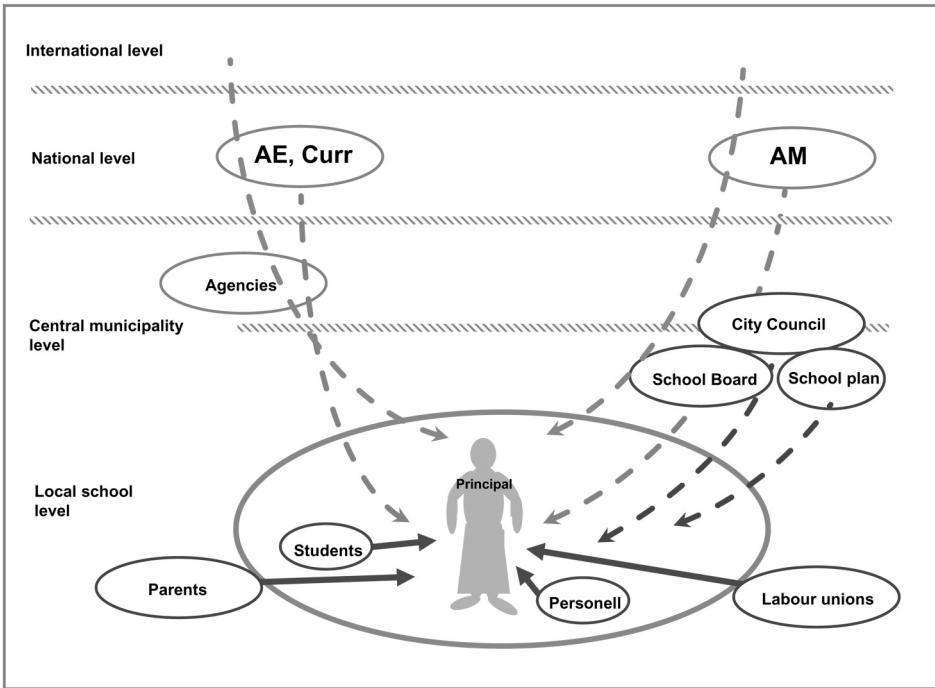 International level
National level
AE, Curr
AM
Agencies
Central municipality
level
City Council
School Board
School plan
Local school
level
Principal
Students
Parents
Personell
Labour unions